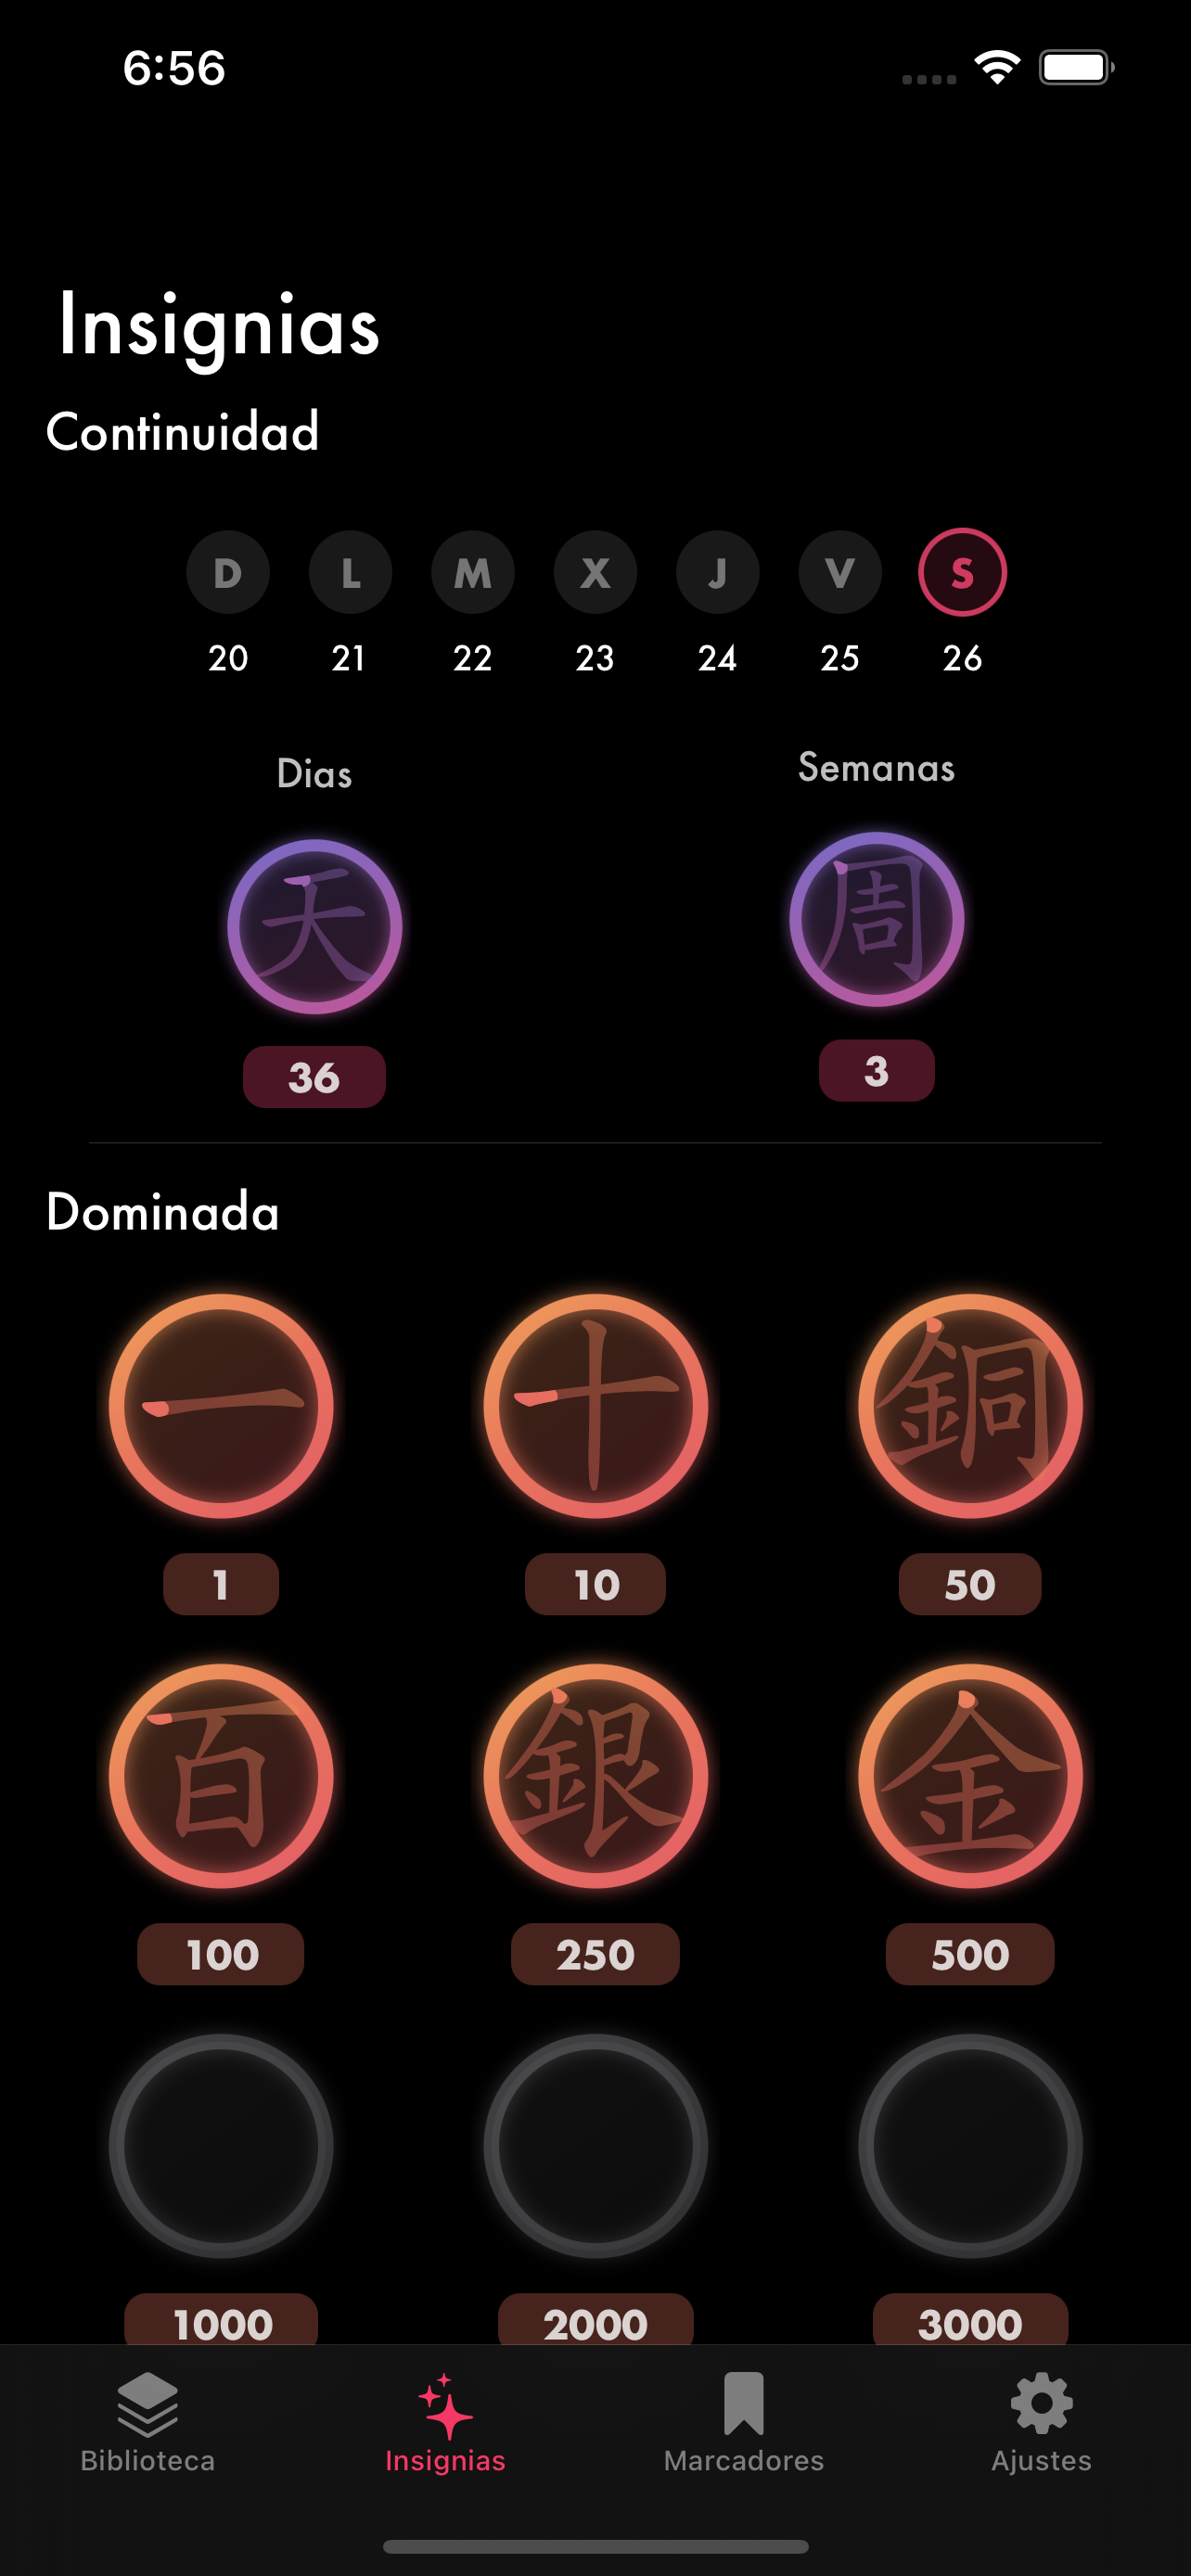 6:56
Insignias
Continuidad
D L M X J V S
20 21 22 23 24 25 26
Dias Semanas
天 周
36 3
Dominada
一 十 銅
1 10 50
百 銀 金
100 250 500
1000 2000 3000
Biblioteca Insignias Marcadores Ajustes